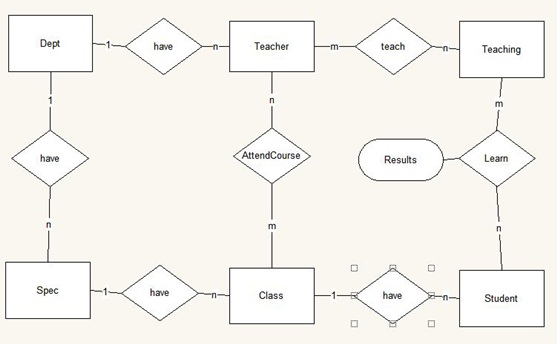 Dept
1
have
n
Teacher
m
teach
n
Teaching
1
n
m
have
AttendCourse
Results
Learn
n
m
n
Spec
1
have
n
Class
1
have
n
Student